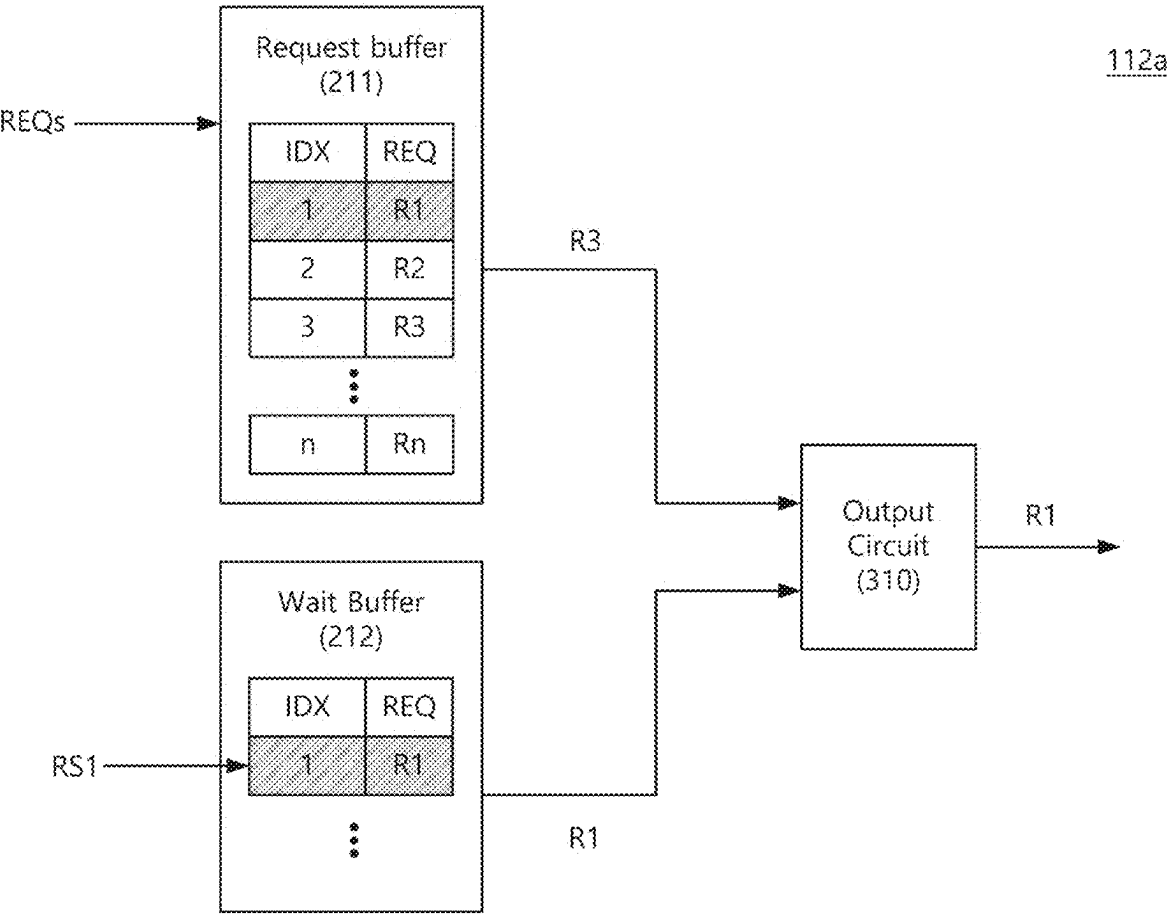 112a
Request buffer
(211)
REQs
IDX REQ
1 R1
2 R2
3 R3
n Rn
R3
Output
Circuit
(310)
R1
Wait Buffer
(212)
IDX REQ
RS1
1 R1
R1